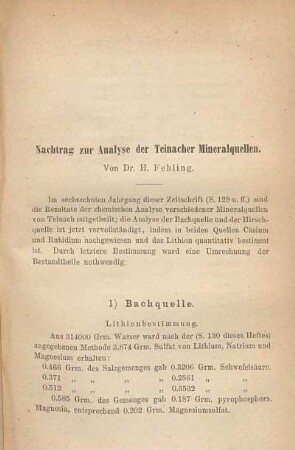 Nachtrag zur Analyse der Teinacher Mineralquellen.
Von Dr. H. Fehling.
Im sechszehnten Jahrgang dieser Zeitschrift (S. 129 u. ff.) sind
die Resultate der chemischen Analyse verschiedener Mineralquellen
von Teinach mitgetheilt; die Analyse der Bachquelle und der Hirsch-
quelle ist jetzt vervollständigt, indem in beiden Quellen Cäsium
und Rubidium nachgewiesen und das Lithion quantitativ bestimmt
ist. Durch letztere Bestimmung ward eine Umrechnung der
Bestandtheile nothwendig.
1) Bachquelle.
Lithionbestimmung.
Aus 314000 Grm. Wasser ward nach der (S. 130 dieses Heftes)
angegebenen Methode 3,874 Grm. Sulfat von Lithium, Natrium und
Magnesium erhalten:
0.466 Grm. des Salzgemenges gab 0.3206 Grm. Schwefelsäure.
0.371 „ „ „ „ 0.2561 „ „
0.512 „ „ „ „ 0.3532 „ „
0.585 Grm. des Gemenges gab 0.187 Grm. pyrophosphors.
Magnesia, entsprechend 0.202 Grm. Magnesiumsulfat.